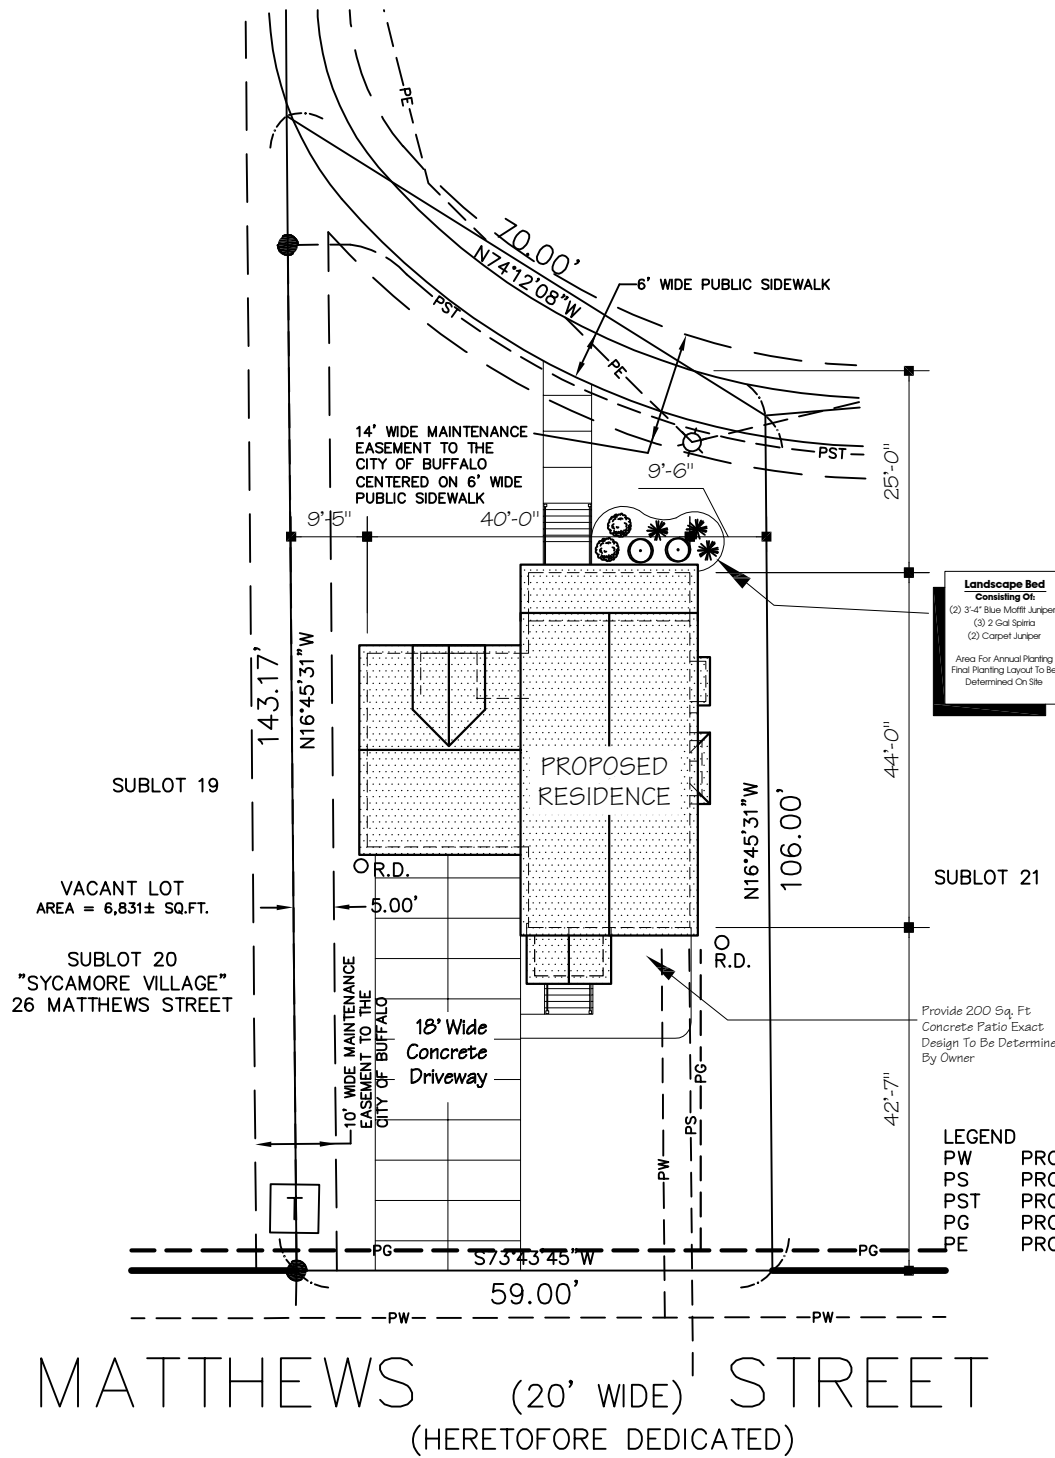 PE
70.00'
N74°12'08"W
6' WIDE PUBLIC SIDEWALK
PST
PE
14' WIDE MAINTENANCE
EASEMENT TO THE
CITY OF BUFFALO
CENTERED ON 6' WIDE
PUBLIC SIDEWALK
PST
25'-0"
9'-6"
9'-5"
40'-0"
Landscape Bed
Consisting Of:
(2) 3'-4" Blue Moffit Juniper
(3) 2 Gal Spirria
(2) Carpet Juniper
Area For Annual Planting
Final Planting Layout To Be
Determined On Site
143.17'
N16°45'31"W
PROPOSED
RESIDENCE
44'-0"
N16°45'31"W
106.00'
SUBLOT 19
SUBLOT 21
R.D.
VACANT LOT
AREA = 6,831± SQ.FT.
5.00'
SUBLOT 20
"SYCAMORE VILLAGE"
26 MATTHEWS STREET
R.D.
10' WIDE MAINTENANCE
EASEMENT TO THE
CITY OF BUFFALO
18' Wide
Concrete
Driveway
Provide 200 Sq. Ft
Concrete Patio Exact
Design To Be Determine
By Owner
PG
PS
PW
42'-7"
LEGEND
PW PRO
PS PRO
PST PRO
PG PRO
PE PRO
T
PG
PG
S73°43'45"W
59.00'
PW
PW
MATTHEWS (20' WIDE) STREET
(HERETOFORE DEDICATED)